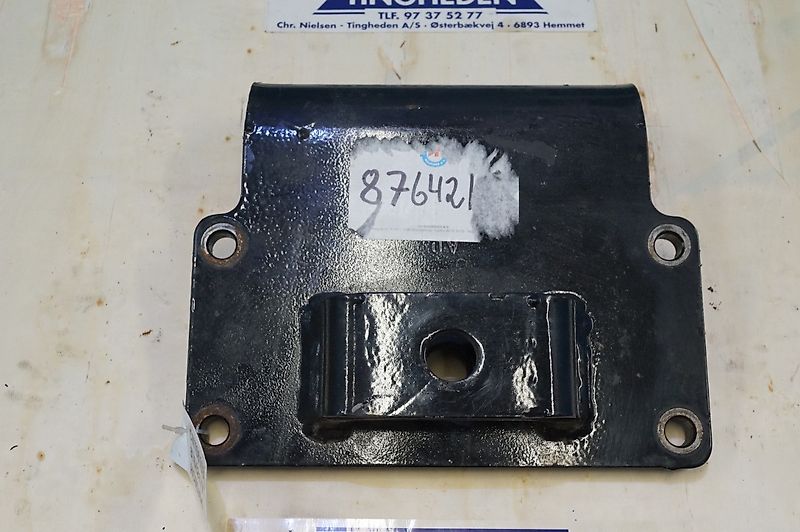 TINGHEDEN
TLF. 97 37 52 77
Chr. Nielsen - Tingheden A/S - Østerbækvej 4 - 6893 Hemmet
876421